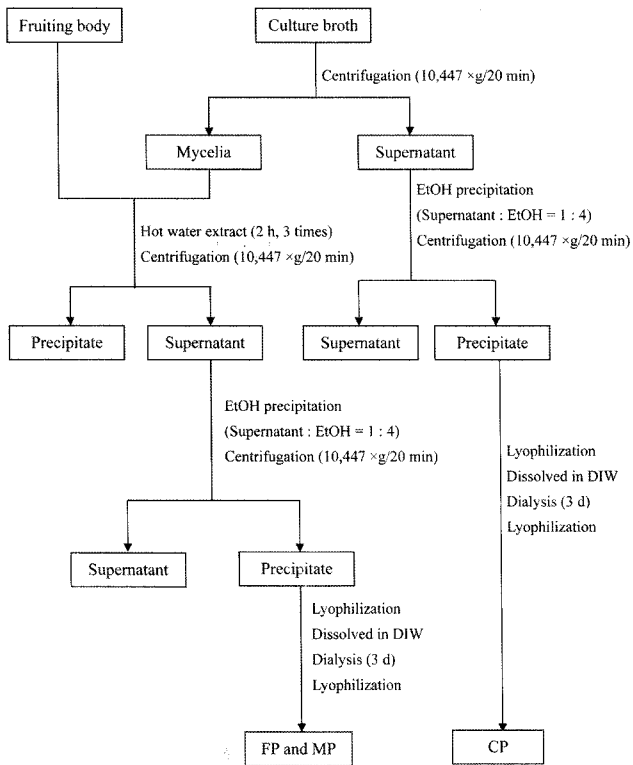 Fruiting body
Culture broth
Centrifugation (10,447 ×g/20 min)
Mycelia
Supernatant
EtOH precipitation
(Supernatant : EtOH = 1 : 4)
Centrifugation (10,447 ×g/20 min)
Hot water extract (2 h, 3 times)
Centrifugation (10,447 ×g/20 min)
Precipitate
Supernatant
Supernatant
Precipitate
EtOH precipitation
(Supernatant : EtOH = 1 : 4)
Centrifugation (10,447 ×g/20 min)
Lyophilization
Dissolved in DIW
Dialysis (3 d)
Lyophilization
Supernatant
Precipitate
Lyophilization
Dissolved in DIW
Dialysis (3 d)
Lyophilization
FP and MP
CP